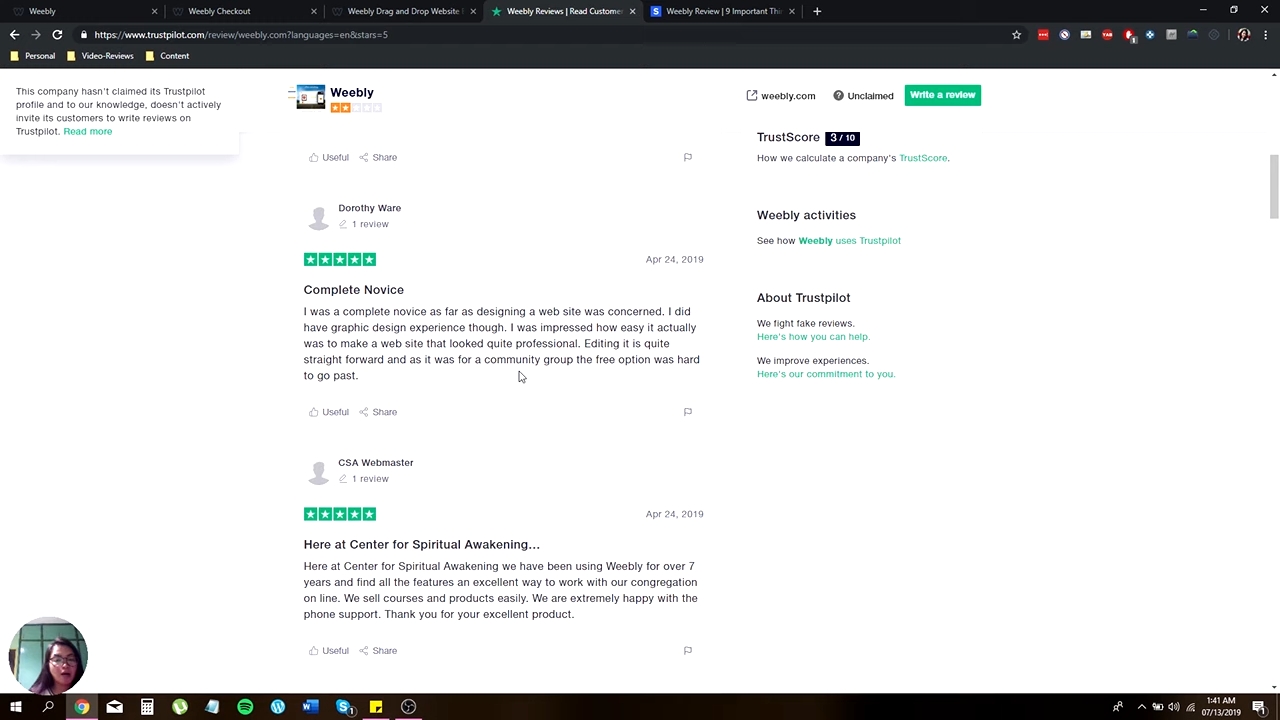 Weebly
Weebly Checkout
Weebly Drag and Drop Website
Weebly Reviews | Read Customer
Weebly Review | 9 Important Thi
https://www.trustpilot.com/review/weebly.com?languages=en&stars=5
Personal
Video-Reviews
Content
This company hasn't claimed its Trustpilot
profile and to our knowledge, doesn't actively
invite its customers to write reviews on
Trustpilot. Read more
Weebly
weebly.com
Unclaimed
Write a review
Useful
Share
TrustScore 3 / 10
How we calculate a company's TrustScore.
Weebly activities
See how Weebly uses Trustpilot
About Trustpilot
We fight fake reviews.
Here's how you can help.
We improve experiences.
Here's our commitment to you.
Dorothy Ware
1 review
Apr 24, 2019
Complete Novice
I was a complete novice as far as designing a web site was concerned. I did
have graphic design experience though. I was impressed how easy it actually
was to make a web site that looked quite professional. Editing it is quite
straight forward and as it was for a community group the free option was hard
to go past.
Useful
Share
CSA Webmaster
1 review
Apr 24, 2019
Here at Center for Spiritual Awakening...
Here at Center for Spiritual Awakening we have been using Weebly for over 7
years and find all the features an excellent way to work with our congregation
on line. We sell courses and products easily. We are extremely happy with the
phone support. Thank you for your excellent product.
Useful
Share
1:41 AM
07/13/2019